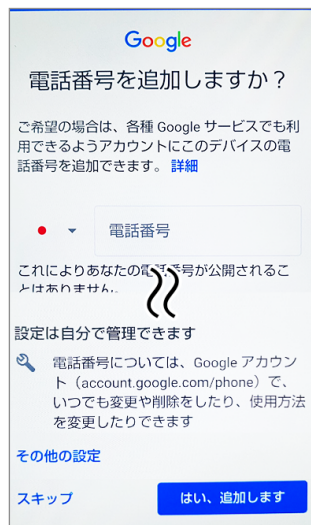 Google
電話番号を追加しますか？
ご希望の場合は、各種 Google サービスでも利
用できるようアカウントにこのデバイスの電
話番号を追加できます。 詳細
電話番号
これによりあなたの電話番号が公開されるこ
とはありません。
設定は自分で管理できます
電話番号については、Google アカウン
ト（account.google.com/phone）で、
いつでも変更や削除をしたり、使用方法
を変更したりできます
その他の設定
スキップ
はい、追加します